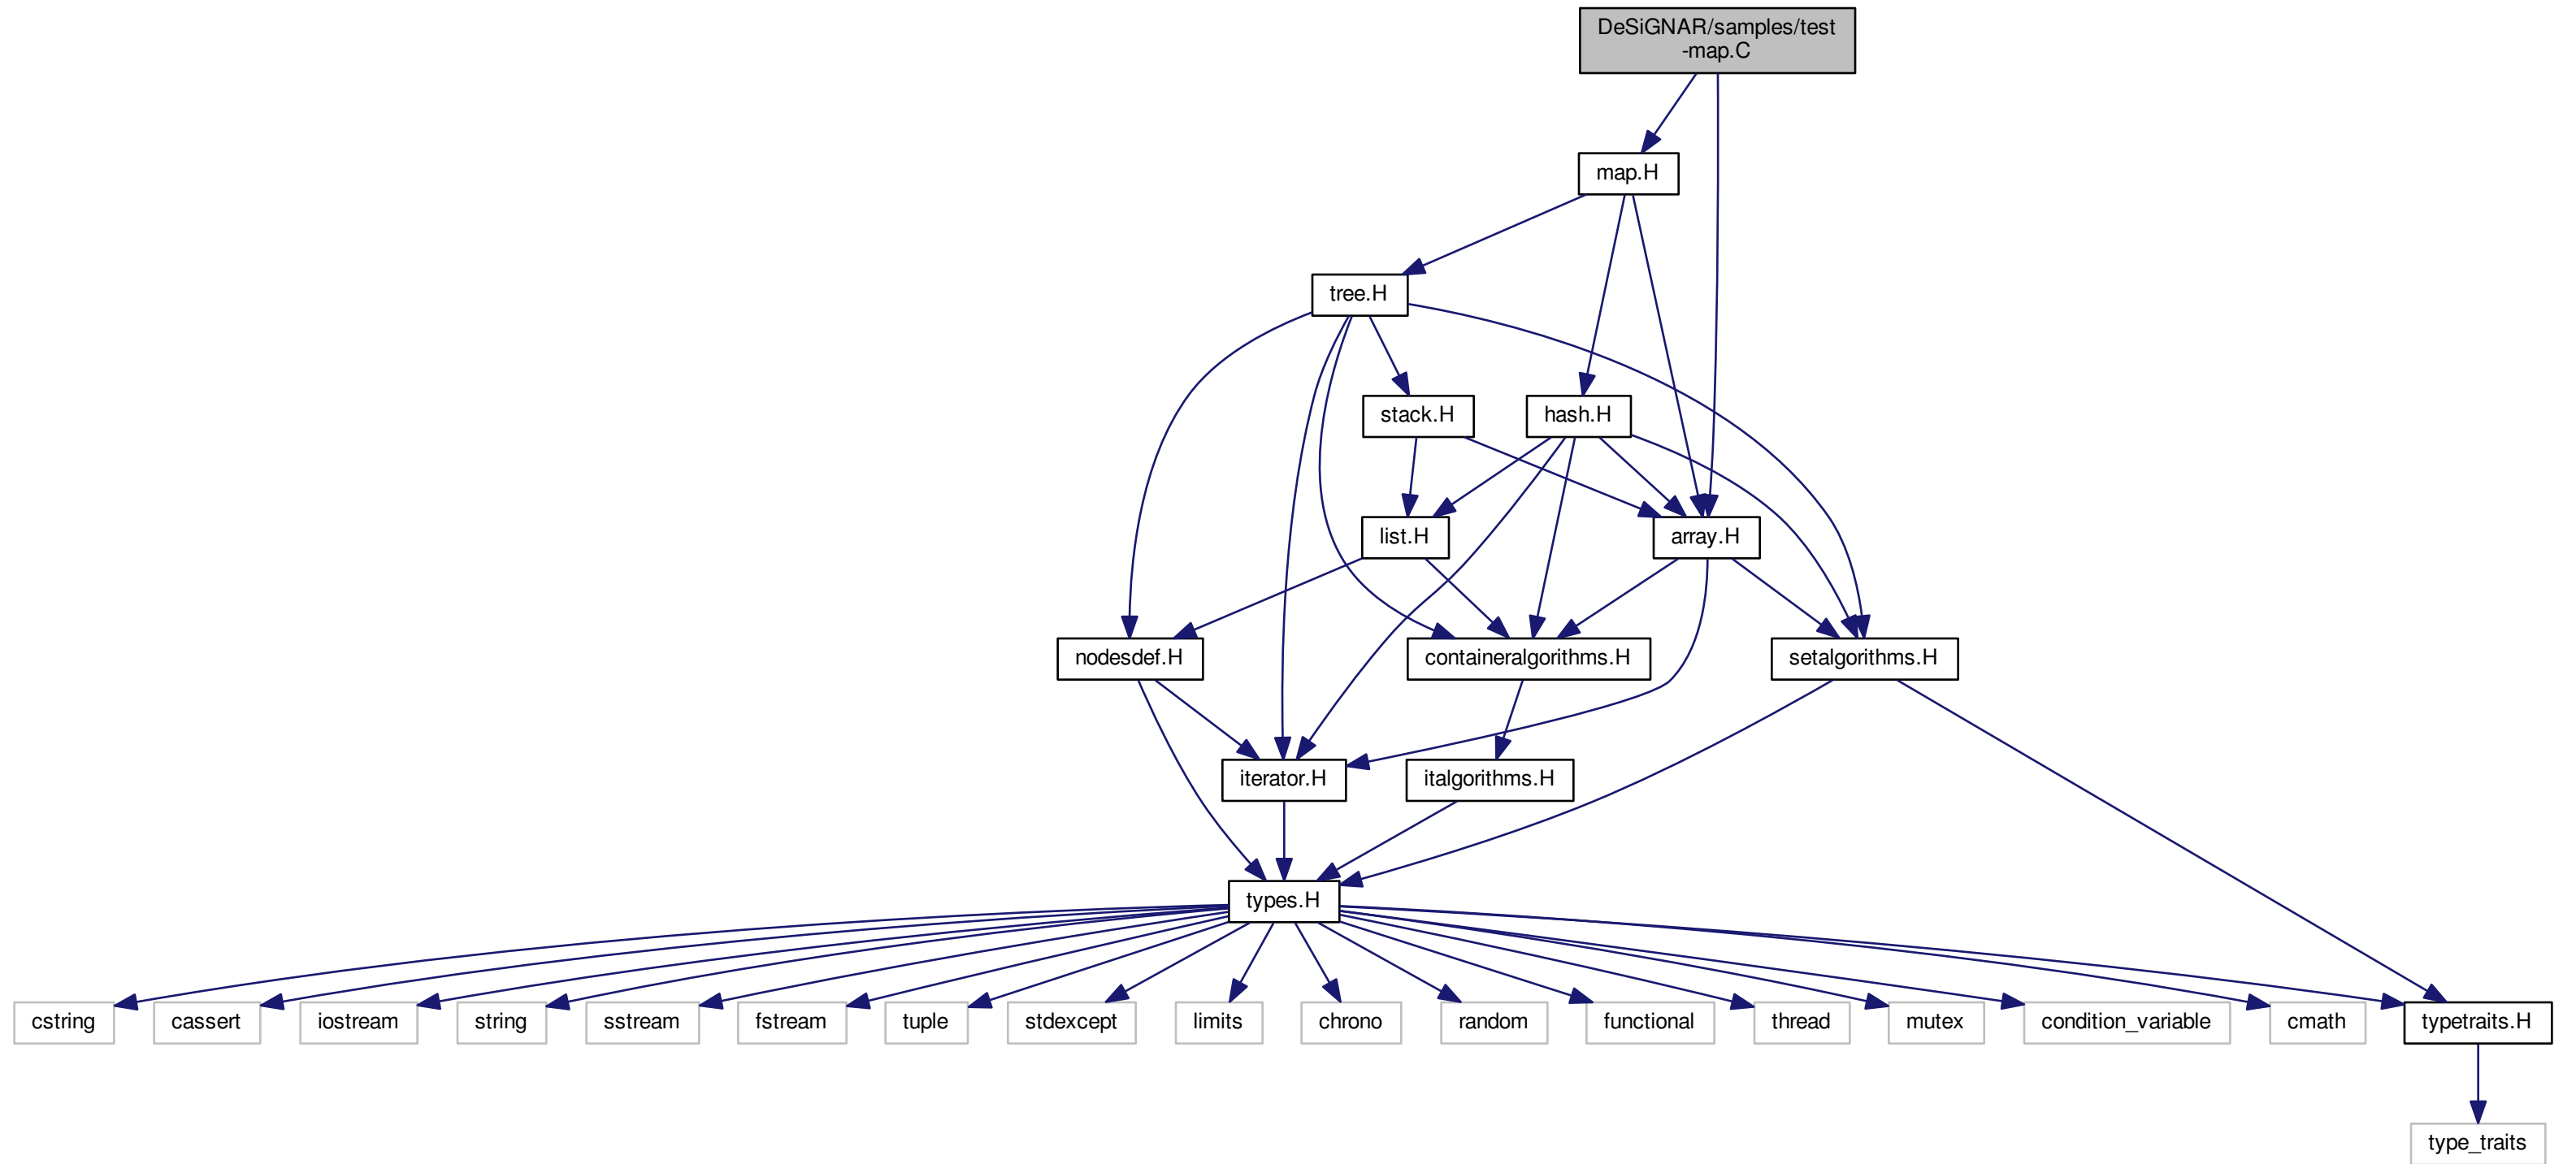 DeSiGNAR/samples/test
-map.C
map.H
tree.H
stack.H
hash.H
list.H
array.H
nodesdef.H
containeralgorithms.H
setalgorithms.H
iterator.H
italgorithms.H
types.H
cstring
cassert
iostream
string
sstream
fstream
tuple
stdexcept
limits
chrono
random
functional
thread
mutex
condition_variable
cmath
typetraits.H
type_traits